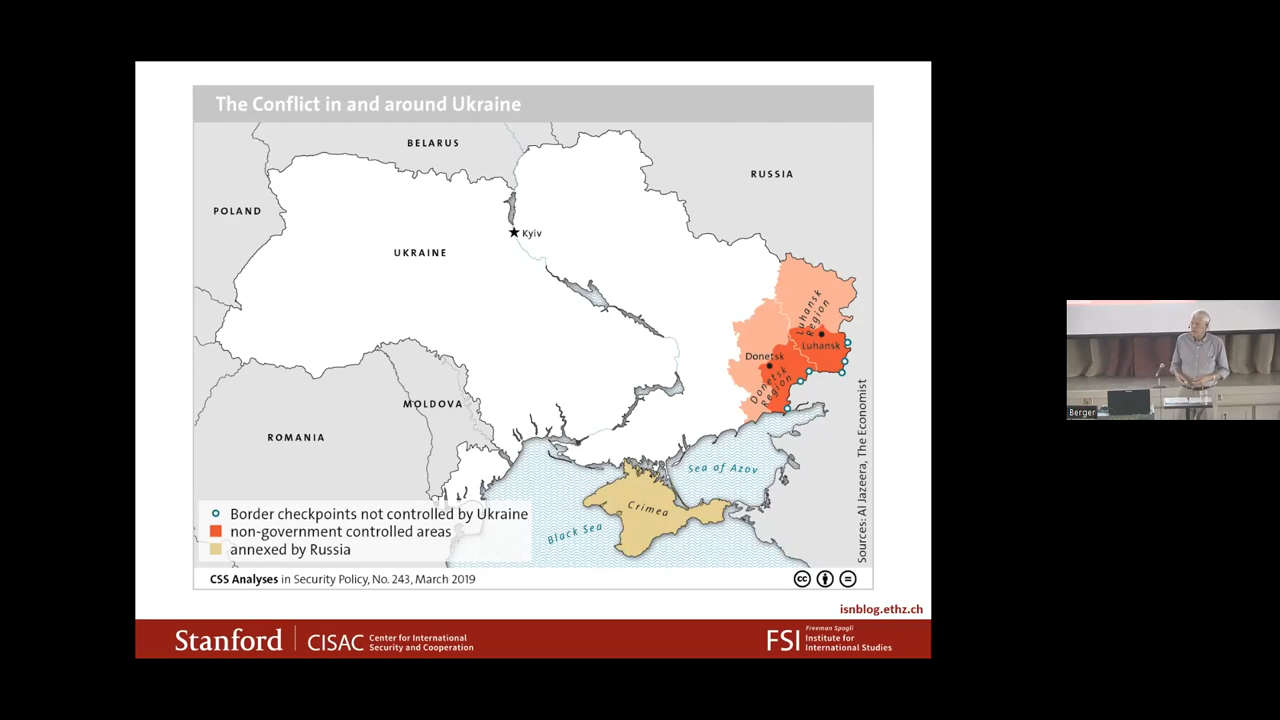 The Conflict in and around Ukraine
BELARUS
RUSSIA
POLAND
Kyiv
UKRAINE
Luhansk
Region
Luhansk
Donetsk
Donetsk
Region
MOLDOVA
ROMANIA
Sea of Azov
Crimea
Black Sea
Border checkpoints not controlled by Ukraine
non-government controlled areas
annexed by Russia
Sources: Al Jazeera, The Economist
CSS Analyses in Security Policy, No. 243, March 2019
cc
isnblog.ethz.ch
Stanford
CISAC
Center for International
Security and Cooperation
FSI
Freeman Spogli
Institute for
International Studies
Berger